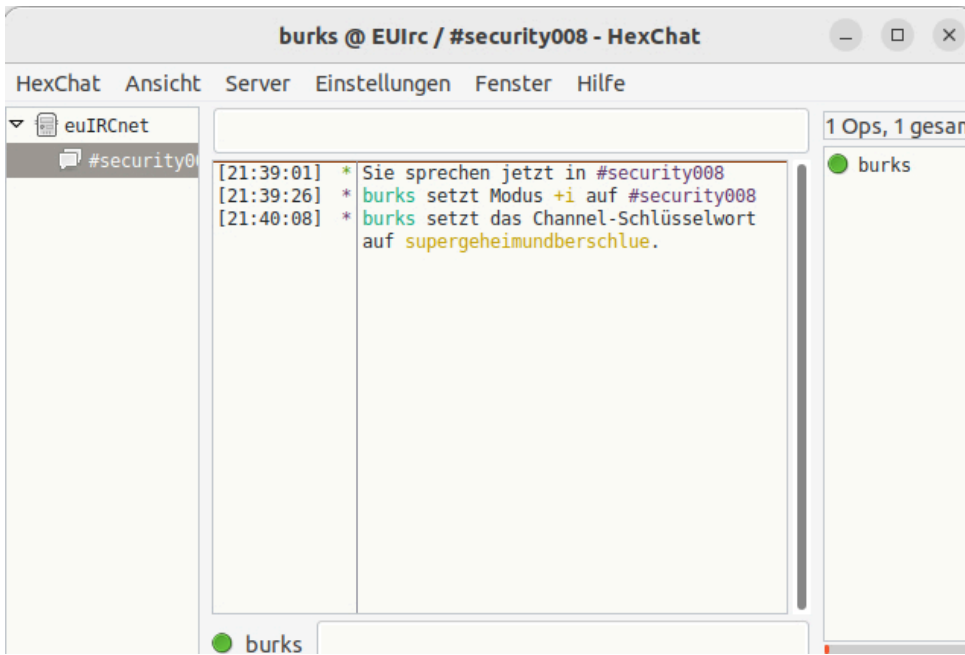 burks @ EUIrc / #security008 - HexChat
HexChat Ansicht Server Einstellungen Fenster Hilfe
euIRCnet
#security0
[21:39:01] * Sie sprechen jetzt in #security008
[21:39:26] * burks setzt Modus +i auf #security008
[21:40:08] * burks setzt das Channel-Schlüsselwort
auf supergeheimundberschlue.
1 Ops, 1 gesam
burks
burks